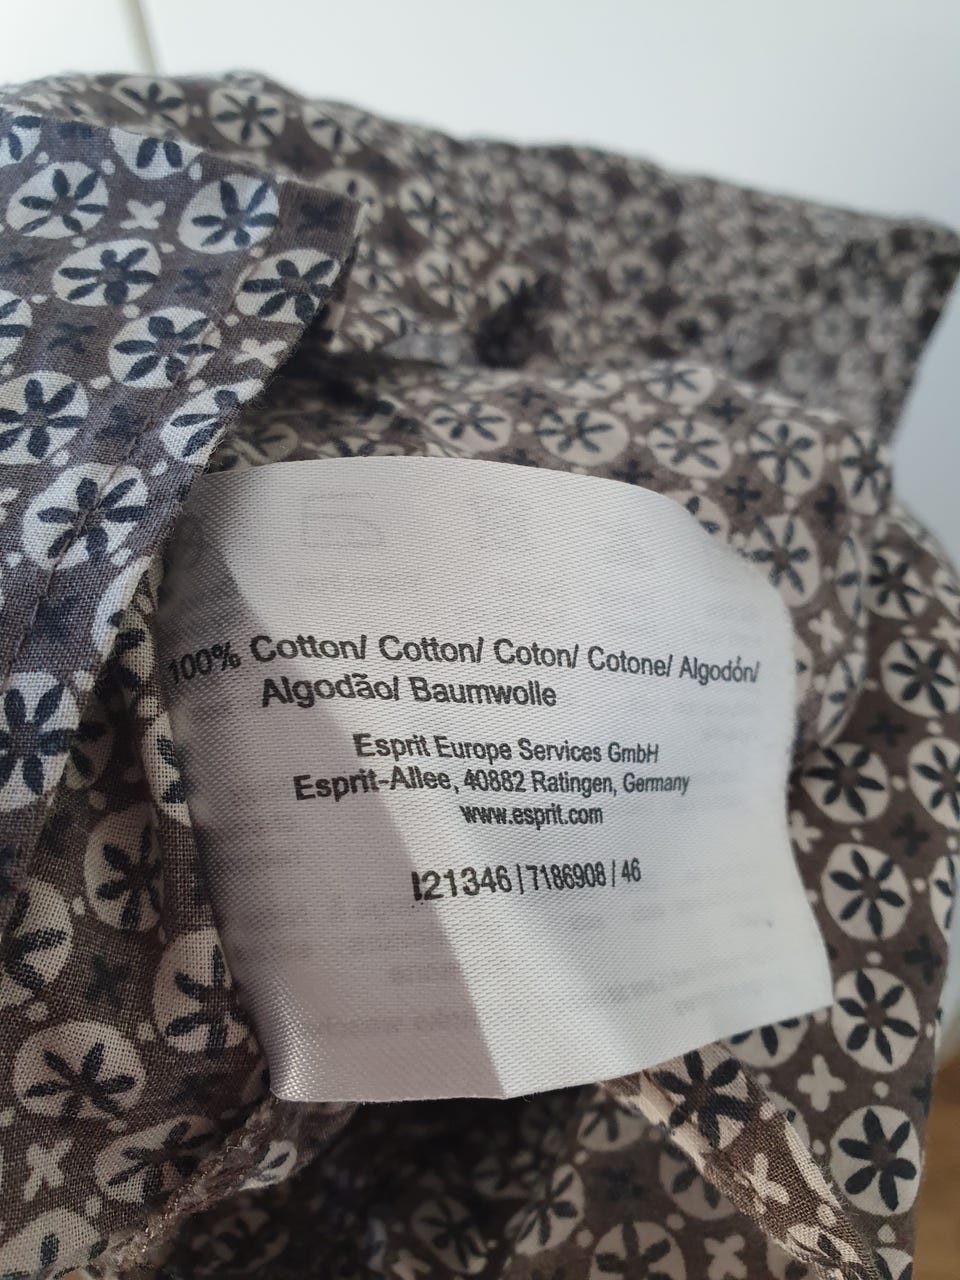 100% Cotton/ Cotton/ Coton/ Cotone/ Algodón/
Algodão/ Baumwolle
Esprit Europe Services GmbH
Esprit-Allee, 40882 Ratingen, Germany
www.esprit.com
I21346 | 7186908 / 46